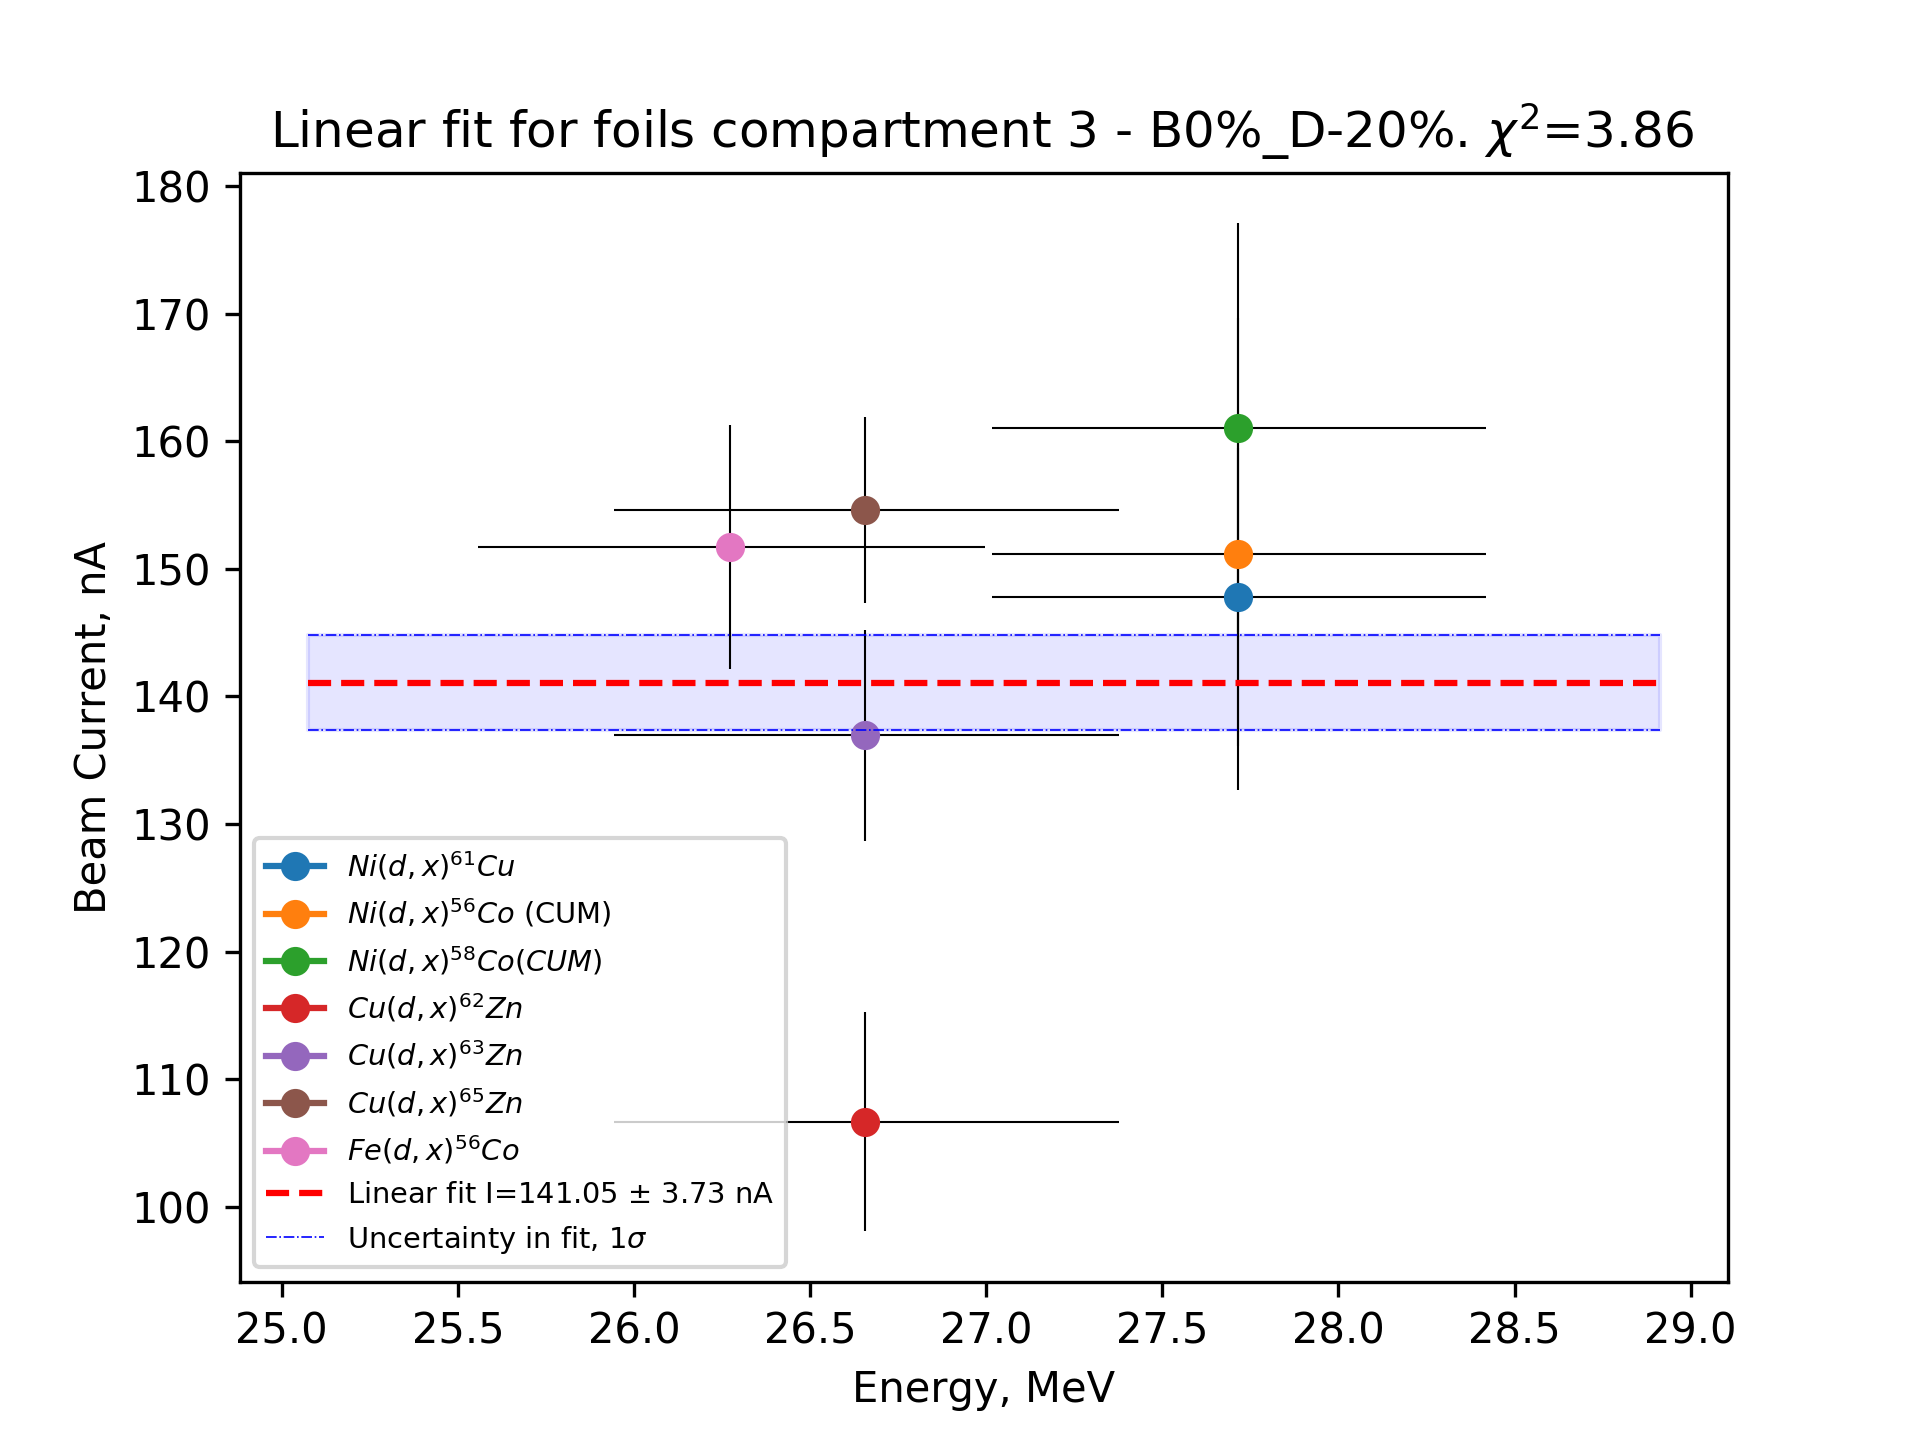 Linear fit for foils compartment 3 - B0%_D-20%. χ²=3.86
180
170
160
150
140
130
120
110
100
Beam Current, nA
Ni(d, x)⁶¹Cu
Ni(d, x)⁵⁶Co (CUM)
Ni(d, x)⁵⁸Co(CUM)
Cu(d, x)⁶²Zn
Cu(d, x)⁶³Zn
Cu(d, x)⁶⁵Zn
Fe(d, x)⁵⁶Co
Linear fit I=141.05 ± 3.73 nA
Uncertainty in fit, 1σ
25.0 25.5 26.0 26.5 27.0 27.5 28.0 28.5 29.0
Energy, MeV